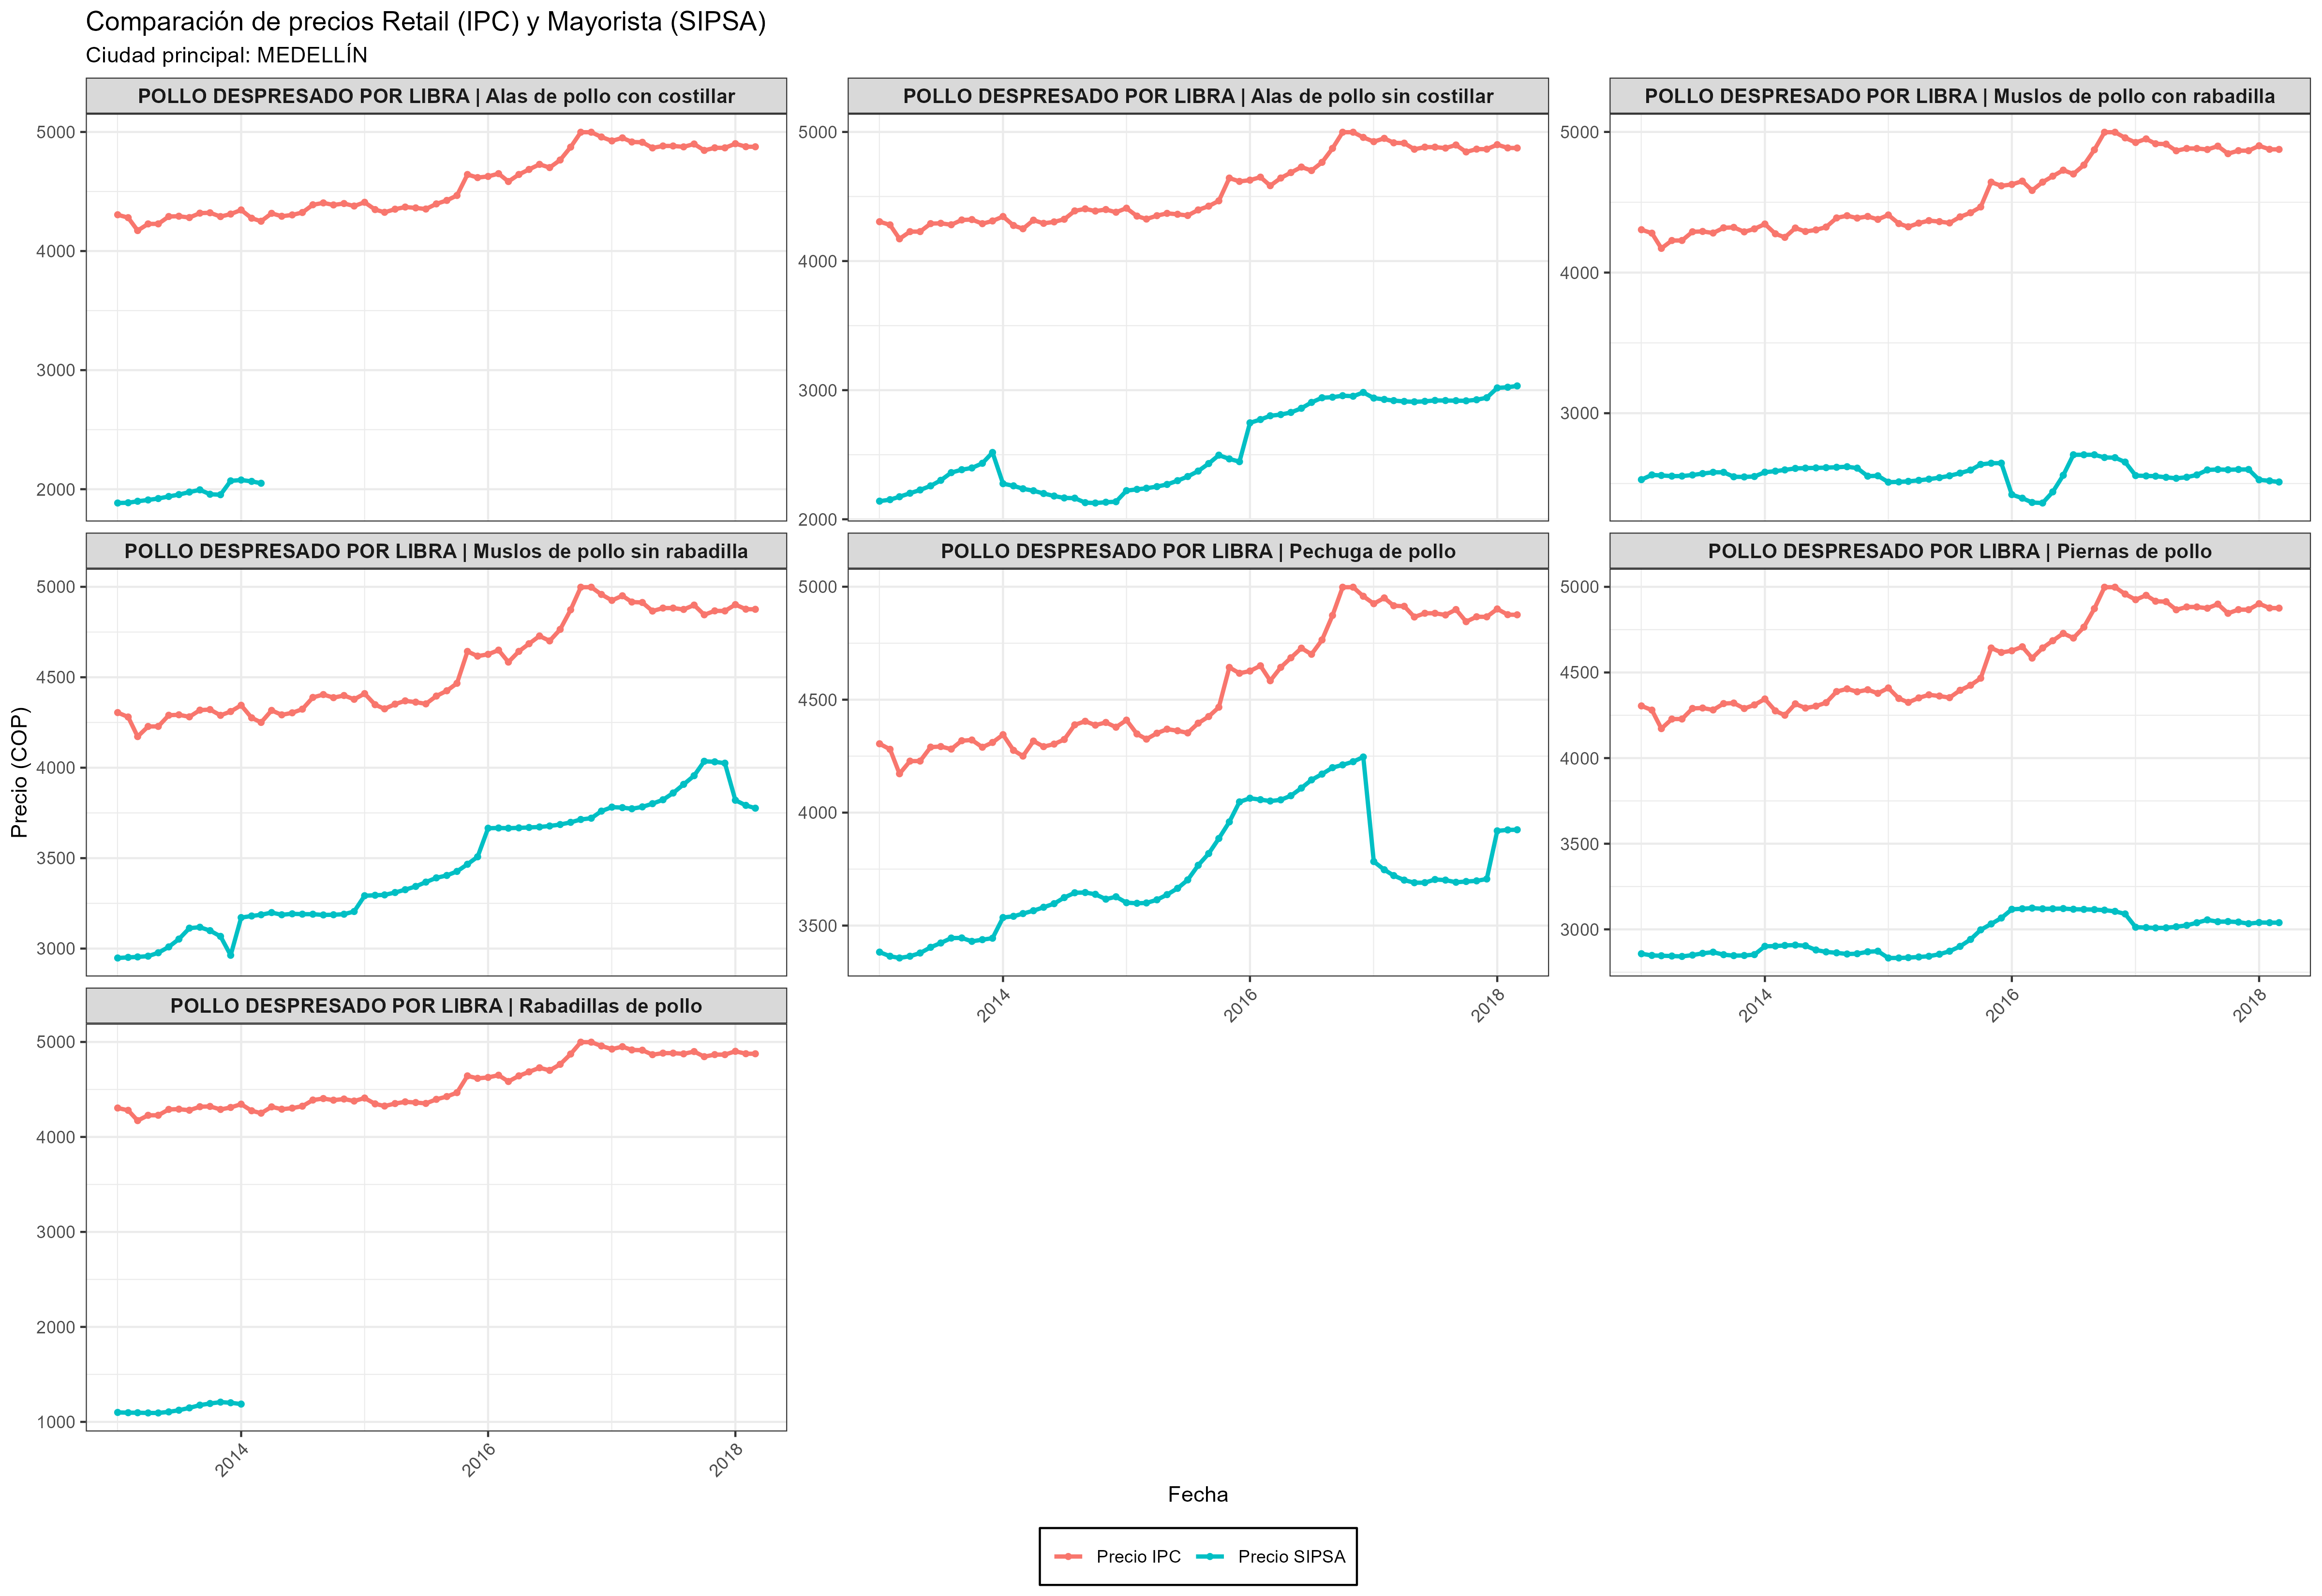 Comparación de precios Retail (IPC) y Mayorista (SIPSA)
Ciudad principal: MEDELLÍN
POLLO DESPRESADO POR LIBRA | Alas de pollo con costillar
5000
4000
3000
2000
POLLO DESPRESADO POR LIBRA | Alas de pollo sin costillar
5000
4000
3000
2000
POLLO DESPRESADO POR LIBRA | Muslos de pollo con rabadilla
5000
4000
3000
Precio (COP)
POLLO DESPRESADO POR LIBRA | Muslos de pollo sin rabadilla
5000
4500
4000
3500
3000
POLLO DESPRESADO POR LIBRA | Pechuga de pollo
5000
4500
4000
3500
2014 2016 2018
POLLO DESPRESADO POR LIBRA | Piernas de pollo
5000
4500
4000
3500
3000
2014 2016 2018
POLLO DESPRESADO POR LIBRA | Rabadillas de pollo
5000
4000
3000
2000
1000
2014 2016 2018
Fecha
Precio IPC Precio SIPSA